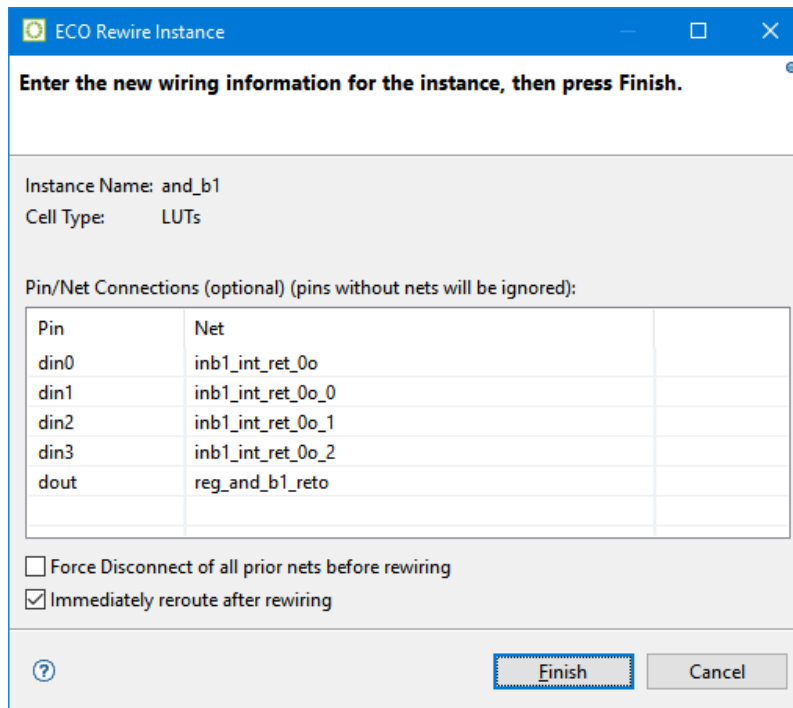 ECO Rewire Instance
Enter the new wiring information for the instance, then press Finish.
Instance Name: and_b1
Cell Type: LUTs
Pin/Net Connections (optional) (pins without nets will be ignored):
Pin Net
din0 inb1_int_ret_0o
din1 inb1_int_ret_0o_0
din2 inb1_int_ret_0o_1
din3 inb1_int_ret_0o_2
dout reg_and_b1_reto
Force Disconnect of all prior nets before rewiring
Immediately reroute after rewiring
? Finish Cancel